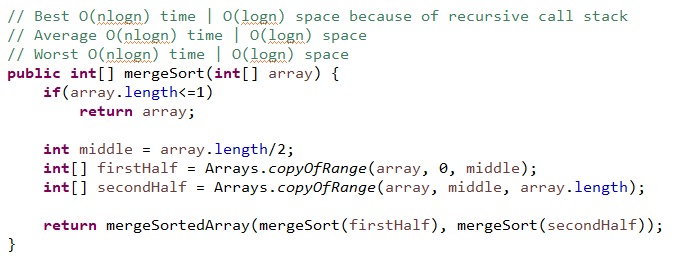 // Best O(nlogn) time | O(logn) space because of recursive call stack
// Average O(nlogn) time | O(logn) space
// Worst O(nlogn) time | O(logn) space
public int[] mergeSort(int[] array) {
    if(array.length<=1)
        return array;

    int middle = array.length/2;
    int[] firstHalf = Arrays.copyOfRange(array, 0, middle);
    int[] secondHalf = Arrays.copyOfRange(array, middle, array.length);

    return mergeSortedArray(mergeSort(firstHalf), mergeSort(secondHalf));
}